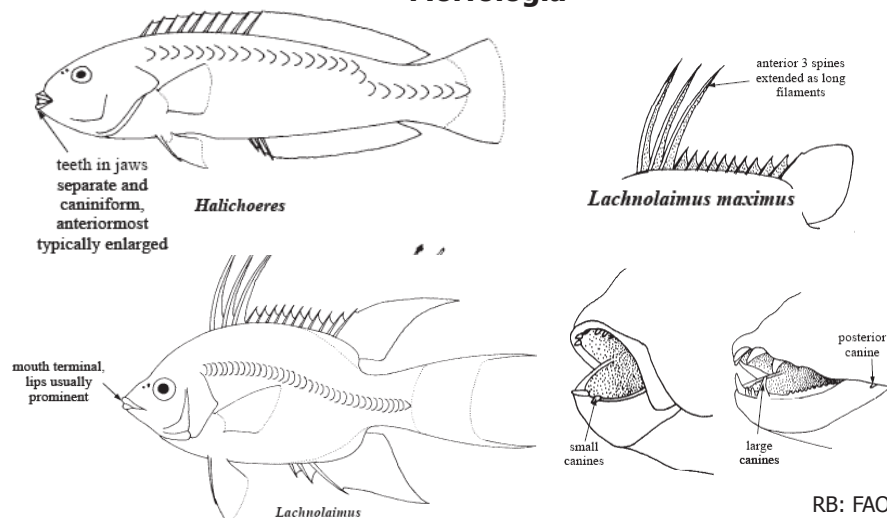 Morfología
anterior 3 spines
extended as long
filaments
teeth in jaws
separate and
caniniform,
anteriormost
typically enlarged
Halichoeres
Lachnolaimus maximus
mouth terminal,
lips usually
prominent
posterior
canine
small
canines
large
canines
Lachnolaimus
RB: FAO